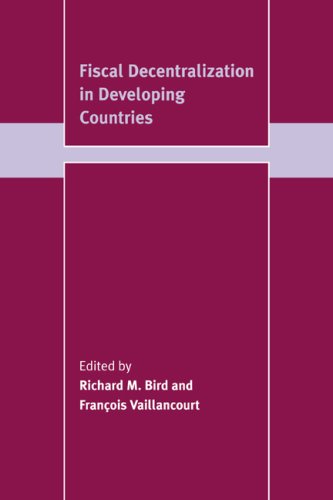 Fiscal Decentralization
in Developing
Countries
Edited by
Richard M. Bird and
François Vaillancourt